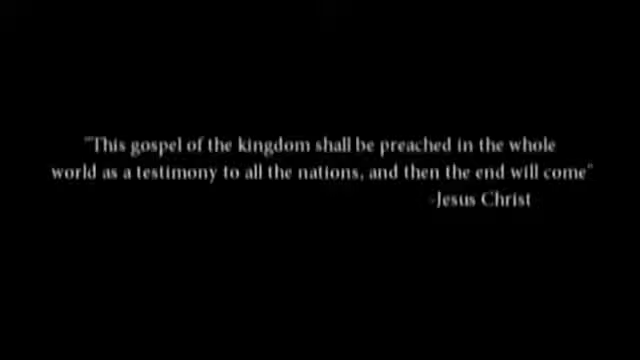 "This gospel of the kingdom shall be preached in the whole
world as a testimony to all the nations, and then the end will come"
-Jesus Christ